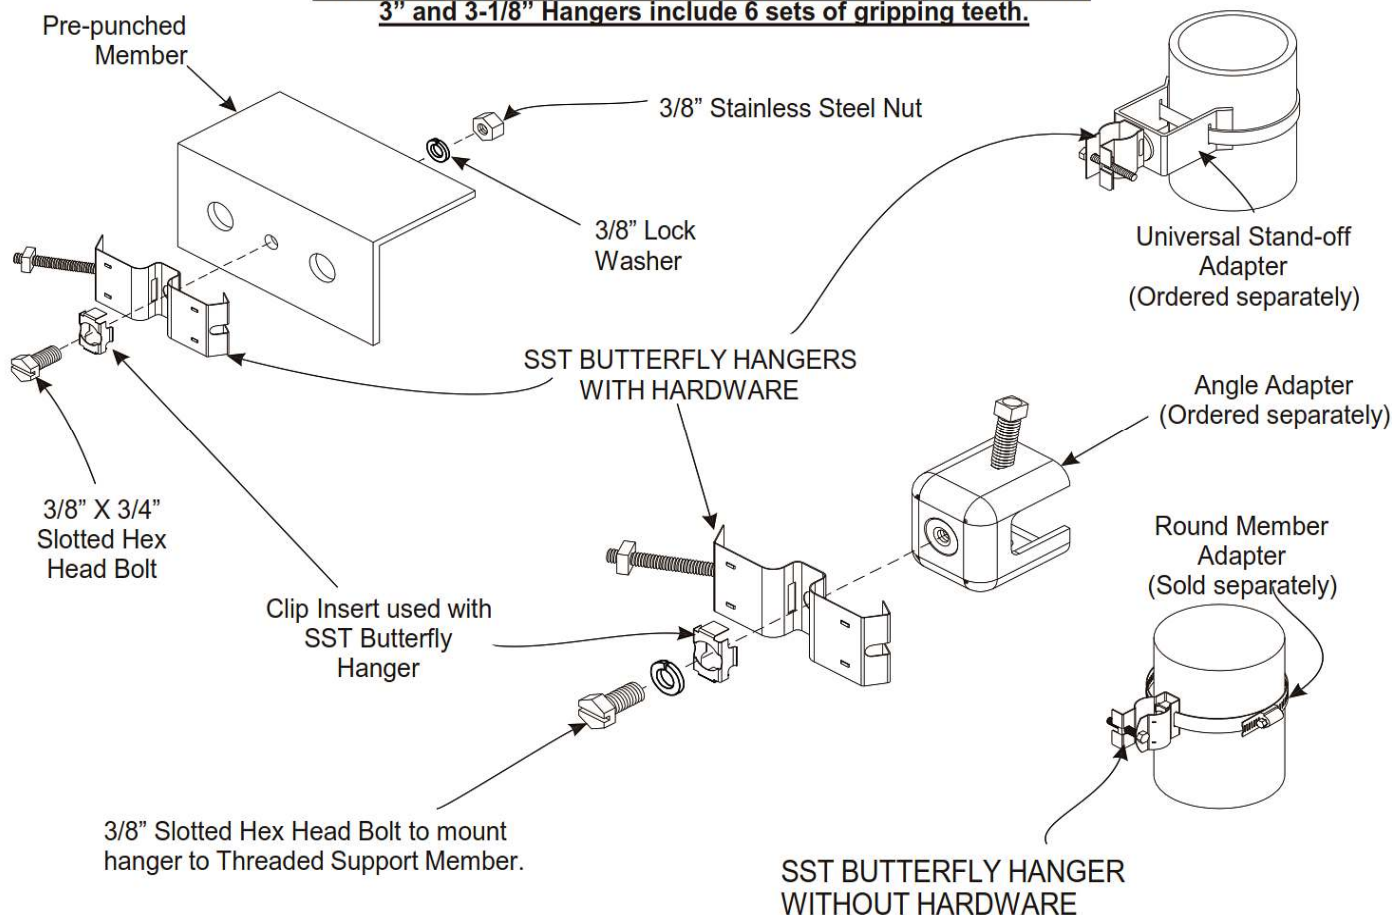 3” and 3-1/8” Hangers include 6 sets of gripping teeth.
Pre-punched
Member
3/8” Stainless Steel Nut
3/8” Lock
Washer
Universal Stand-off
Adapter
(Ordered separately)
SST BUTTERFLY HANGERS
WITH HARDWARE
Angle Adapter
(Ordered separately)
3/8” X 3/4”
Slotted Hex
Head Bolt
Round Member
Adapter
(Sold separately)
Clip Insert used with
SST Butterfly
Hanger
3/8” Slotted Hex Head Bolt to mount
hanger to Threaded Support Member.
SST BUTTERFLY HANGER
WITHOUT HARDWARE